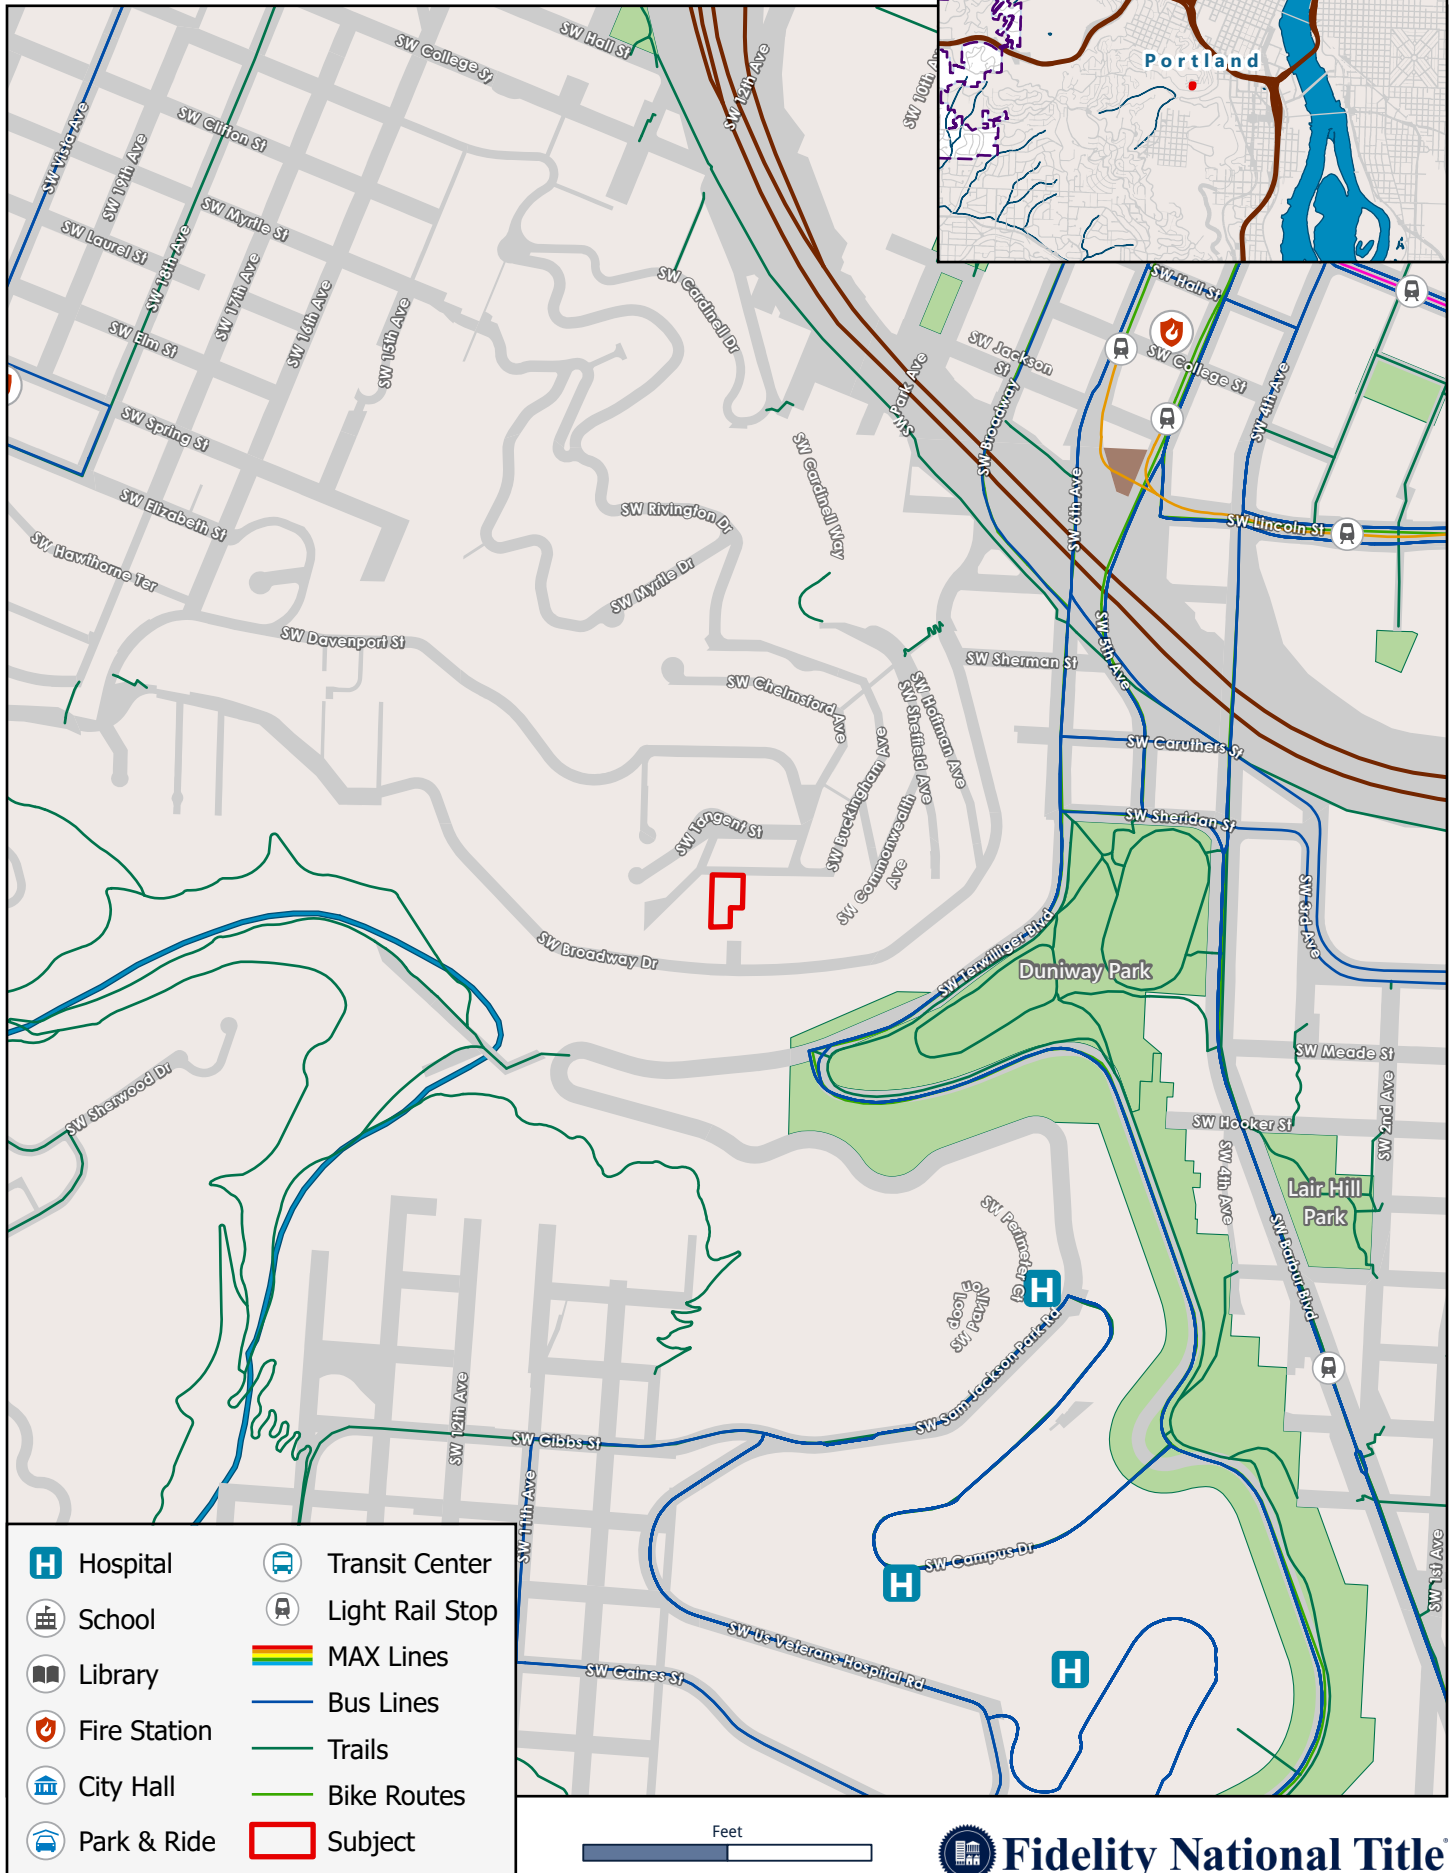 Portland
SW Hall St
SW College St
SW 12th Ave
SW 10th Av
SW Vista Ave
SW 19th Ave
SW Clifton St
SW Myrtle St
SW Laurel St
SW 18th Ave
SW 17th Ave
SW 16th Ave
SW 15th Ave
SW Elm St
SW Spring St
SW Elizabeth St
SW Hawthorne Ter
SW Davenport St
SW Cardinell Dr
SW Hall St
SW Jackson
St
SW College St
SW Park Ave
SW Broadway
SW 4th Ave
SW Cardinell Way
SW Rivington Dr
SW Myrtle Dr
SW 6th Ave
SW Lincoln St
SW 5th Ave
SW Sherman St
SW Chelmsford Ave
SW Hoffman Ave
SW Sheffield Ave
SW Buckingham Ave
SW Commonwealth
Ave
SW Tangent St
SW Caruthers St
SW Sheridan St
SW 3rd Ave
SW Broadway Dr
SW Terwilliger Blvd
Duniway Park
SW Sherwood Dr
SW Meade St
SW 2nd Ave
SW Hooker St
SW 4th Ave
Lair Hill
Park
SW Barbur Blvd
SW Perimeter Ct
SW Pavili
on Loop
H
SW Sam Jackson Park Rd
SW 12th Ave
SW Gibbs St
SW 11th Ave
SW Campus Dr
H
SW Us Veterans Hospital Rd
H
SW Gaines St
SW 1st Ave
H Hospital
School
Library
Fire Station
City Hall
Park & Ride
Transit Center
Light Rail Stop
MAX Lines
Bus Lines
Trails
Bike Routes
Subject
Feet
Fidelity National Title